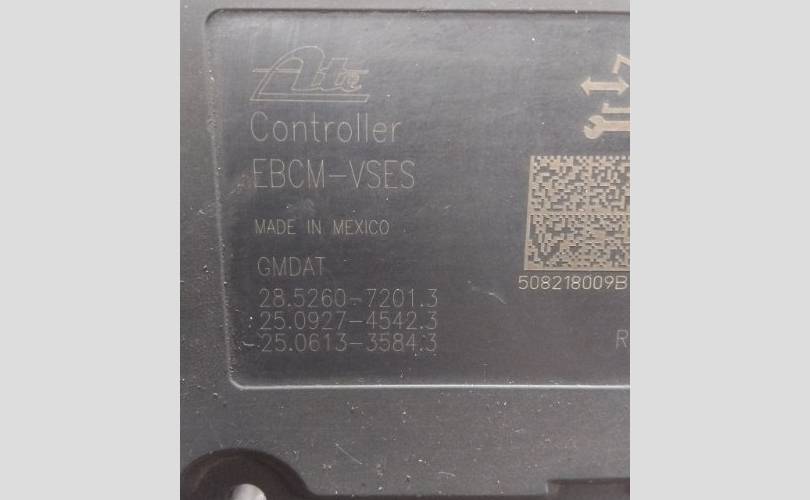 Ate
Controller
EBCM-VSES
MADE IN MEXICO
GMDAT
28.5260-7201.3
25.0927-4542.3
25.0613-3584.3
508218009B
R